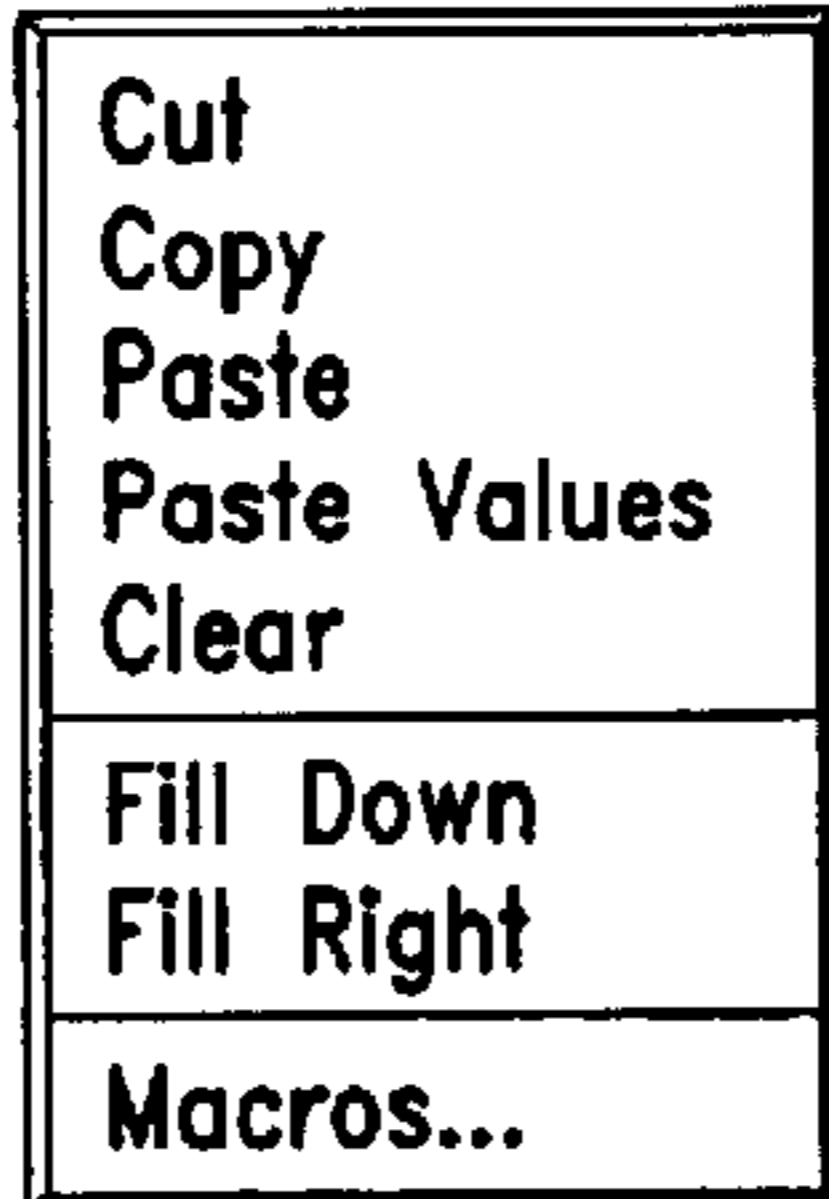 Cut
Copy
Paste
Paste Values
Clear
Fill Down
Fill Right
Macros...